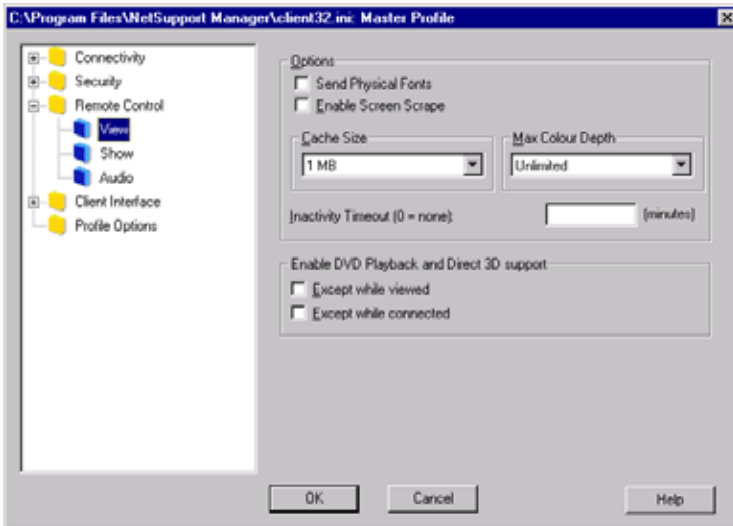 C:\Program Files\NetSupport Manager\client32.ini: Master Profile
Connectivity
Security
Remote Control
View
Show
Audio
Client Interface
Profile Options
Options
Send Physical Fonts
Enable Screen Scrape
Cache Size
1 MB
Max Colour Depth
Unlimited
Inactivity Timeout (0 = none):
(minutes)
Enable DVD Playback and Direct 3D support
Except while viewed
Except while connected
OK
Cancel
Help